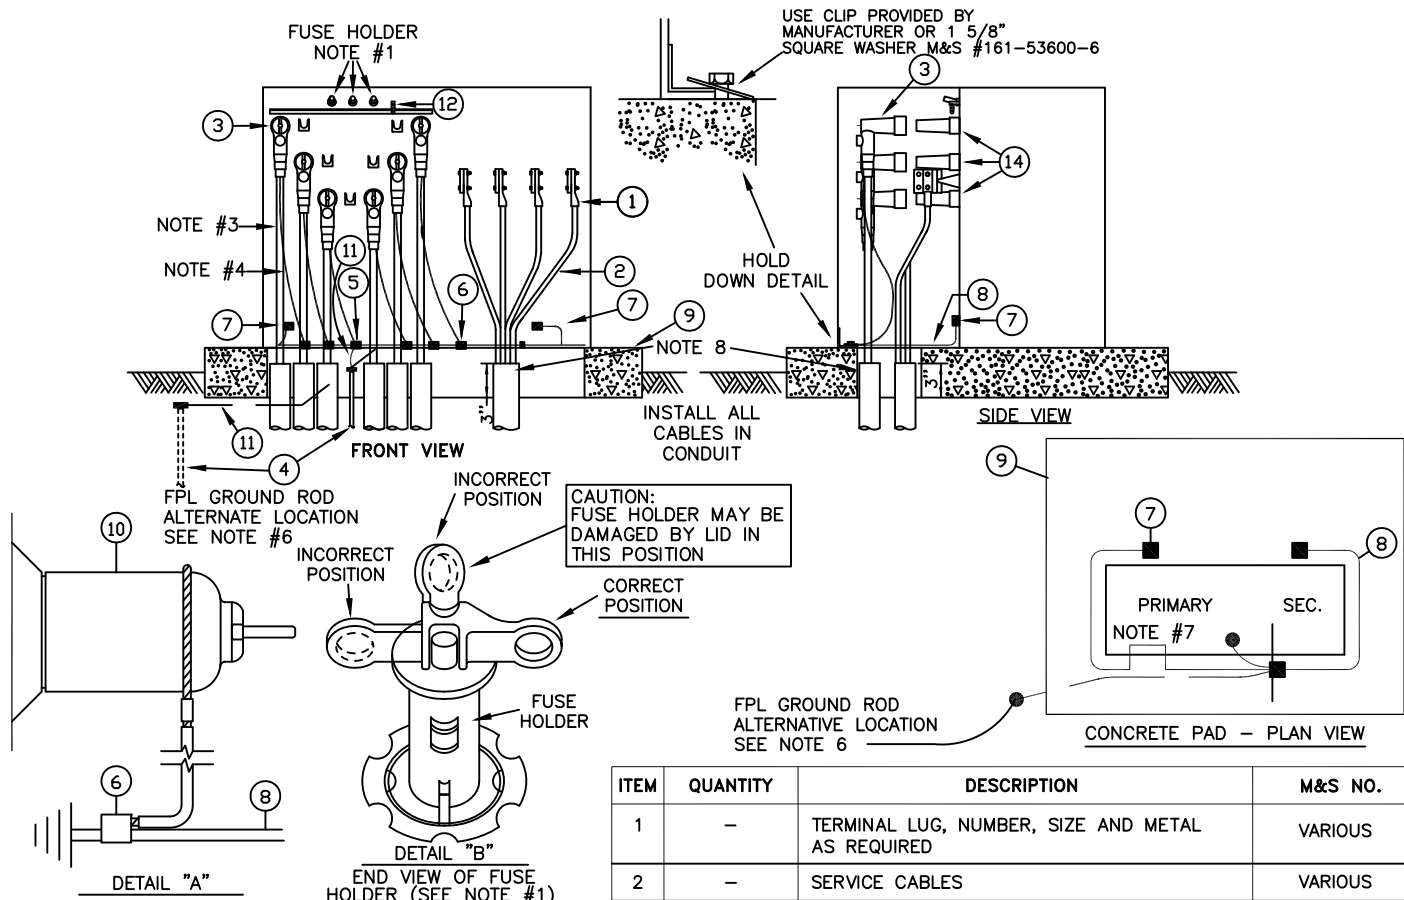 FUSE HOLDER
NOTE #1
USE CLIP PROVIDED BY
MANUFACTURER OR 1 5/8"
SQUARE WASHER M&S #161-53600-6
3
12
3
14
1
NOTE #3
NOTE #4
11
5
6
2
7
7
9
HOLD
DOWN DETAIL
8
7
NOTE 8
3"
3"
INSTALL ALL
CABLES IN
CONDUIT
SIDE VIEW
11
FRONT VIEW
4
FPL GROUND ROD
ALTERNATE LOCATION
SEE NOTE #6
10
6
8
DETAIL "A"
INCORRECT
POSITION
INCORRECT
POSITION
CAUTION:
FUSE HOLDER MAY BE
DAMAGED BY LID IN
THIS POSITION
CORRECT
POSITION
FUSE
HOLDER
DETAIL "B"
END VIEW OF FUSE
HOLDER (SEE NOTE #1)
9
7
8
PRIMARY
SEC.
NOTE #7
FPL GROUND ROD
ALTERNATIVE LOCATION
SEE NOTE 6
CONCRETE PAD - PLAN VIEW
ITEM QUANTITY DESCRIPTION M&S NO.
1 - TERMINAL LUG, NUMBER, SIZE AND METAL VARIOUS
AS REQUIRED
2 - SERVICE CABLES VARIOUS